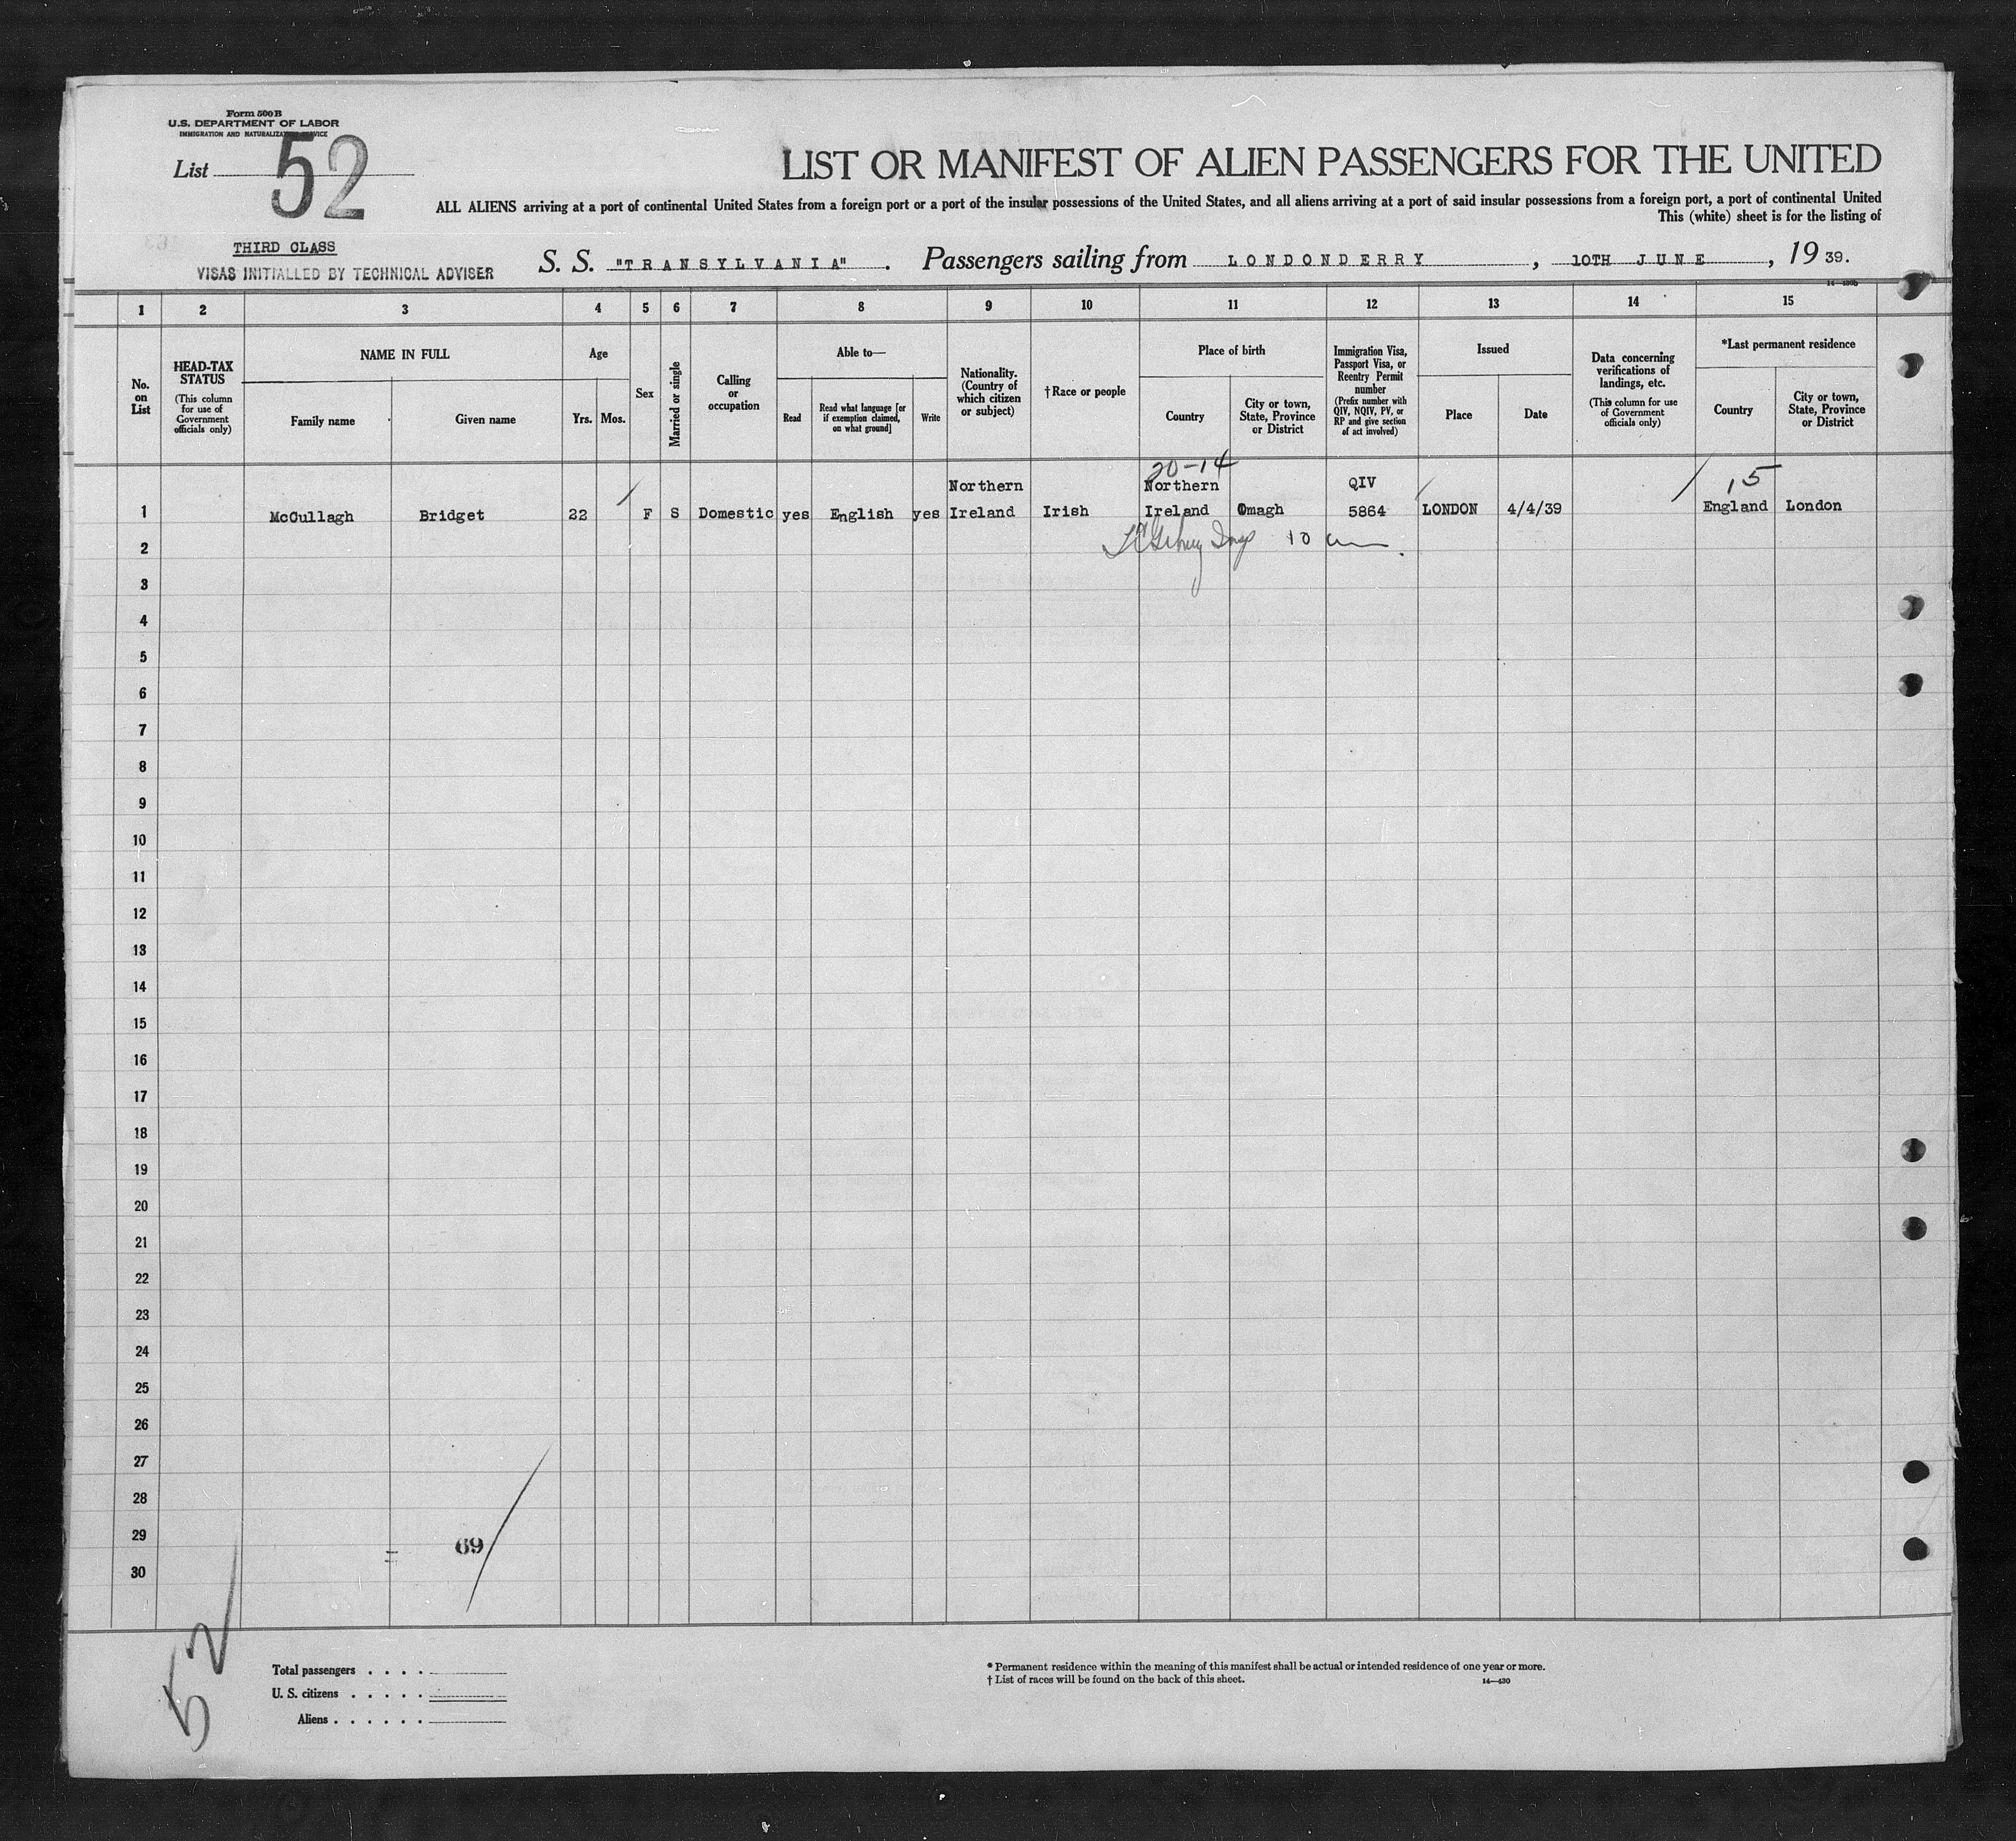 Form 500 B
U.S. DEPARTMENT OF LABOR
IMMIGRATION AND NATURALIZATION SERVICE
List 52
LIST OR MANIFEST OF ALIEN PASSENGERS FOR THE UNITED
ALL ALIENS arriving at a port of continental United States from a foreign port or a port of the insular possessions of the United States, and all aliens arriving at a port of said insular possessions from a foreign port, a port of continental United
This (white) sheet is for the listing of
THIRD CLASS
VISAS INITIALLED BY TECHNICAL ADVISER
S. S. "TRANSYLVANIA". Passengers sailing from LONDONDERRY, 10TH JUNE, 19 39.
14—430b
1 2 3 4 5 6 7 8 9 10 11 12 13 14 15
No. on List
HEAD-TAX STATUS
(This column for use of Government officials only)
NAME IN FULL
Family name
Given name
Age
Yrs.
Mos.
Sex
Married or single
Calling or occupation
Able to—
Read
Read what language [or if exemption claimed, on what ground]
Write
Nationality. (Country of which citizen or subject)
†Race or people
Place of birth
Country
City or town, State, Province or District
Immigration Visa, Passport Visa, or Reentry Permit number
(Prefix number with QIV, NQIV, PV, or RP and give section of act involved)
Issued
Place
Date
Data concerning verifications of landings, etc.
(This column for use of Government officials only)
*Last permanent residence
Country
City or town, State, Province or District
20-14
15
Northern Northern QIV
1 McCullagh Bridget 22 F S Domestic yes English yes Ireland Irish Ireland Omagh 5864 LONDON 4/4/39 England London
2 10
3
4
5
6
7
8
9
10
11
12
13
14
15
16
17
18
19
20
21
22
23
24
25
26
27
28
29
69
30
52
Total passengers . . . .
U. S. citizens . . . . .
Aliens . . . . . .
* Permanent residence within the meaning of this manifest shall be actual or intended residence of one year or more.
† List of races will be found on the back of this sheet.
14—430